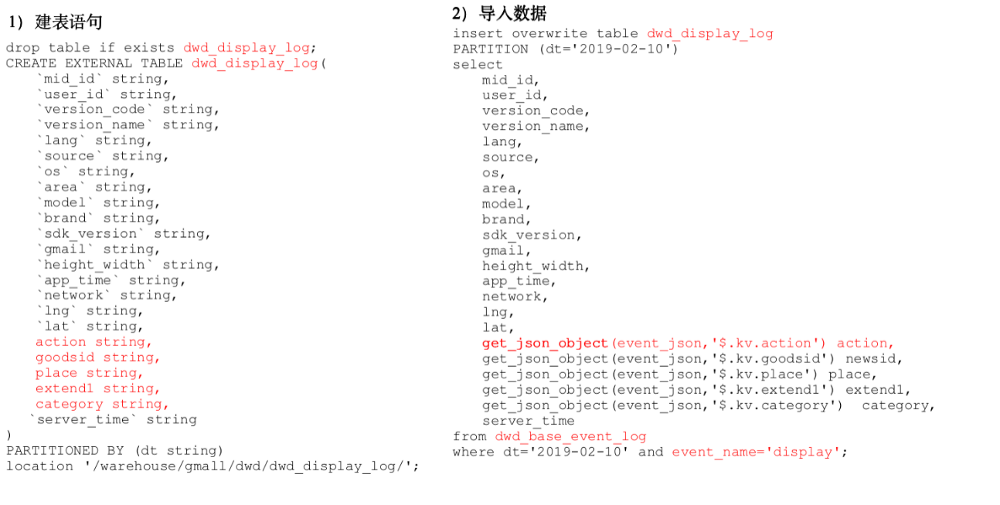 1）建表语句
drop table if exists dwd_display_log;
CREATE EXTERNAL TABLE dwd_display_log(
`mid_id` string,
`user_id` string,
`version_code` string,
`version_name` string,
`lang` string,
`source` string,
`os` string,
`area` string,
`model` string,
`brand` string,
`sdk_version` string,
`gmail` string,
`height_width` string,
`app_time` string,
`network` string,
`lng` string,
`lat` string,
action string,
goodsid string,
place string,
extend1 string,
category string,
`server_time` string
)
PARTITIONED BY (dt string)
location '/warehouse/gmall/dwd/dwd_display_log/';
2）导入数据
insert overwrite table dwd_display_log
PARTITION (dt='2019-02-10')
select
mid_id,
user_id,
version_code,
version_name,
lang,
source,
os,
area,
model,
brand,
sdk_version,
gmail,
height_width,
app_time,
network,
lng,
lat,
get_json_object(event_json,'$.kv.action') action,
get_json_object(event_json,'$.kv.goodsid') newsid,
get_json_object(event_json,'$.kv.place') place,
get_json_object(event_json,'$.kv.extend1') extend1,
get_json_object(event_json,'$.kv.category')  category,
server_time
from dwd_base_event_log
where dt='2019-02-10' and event_name='display';